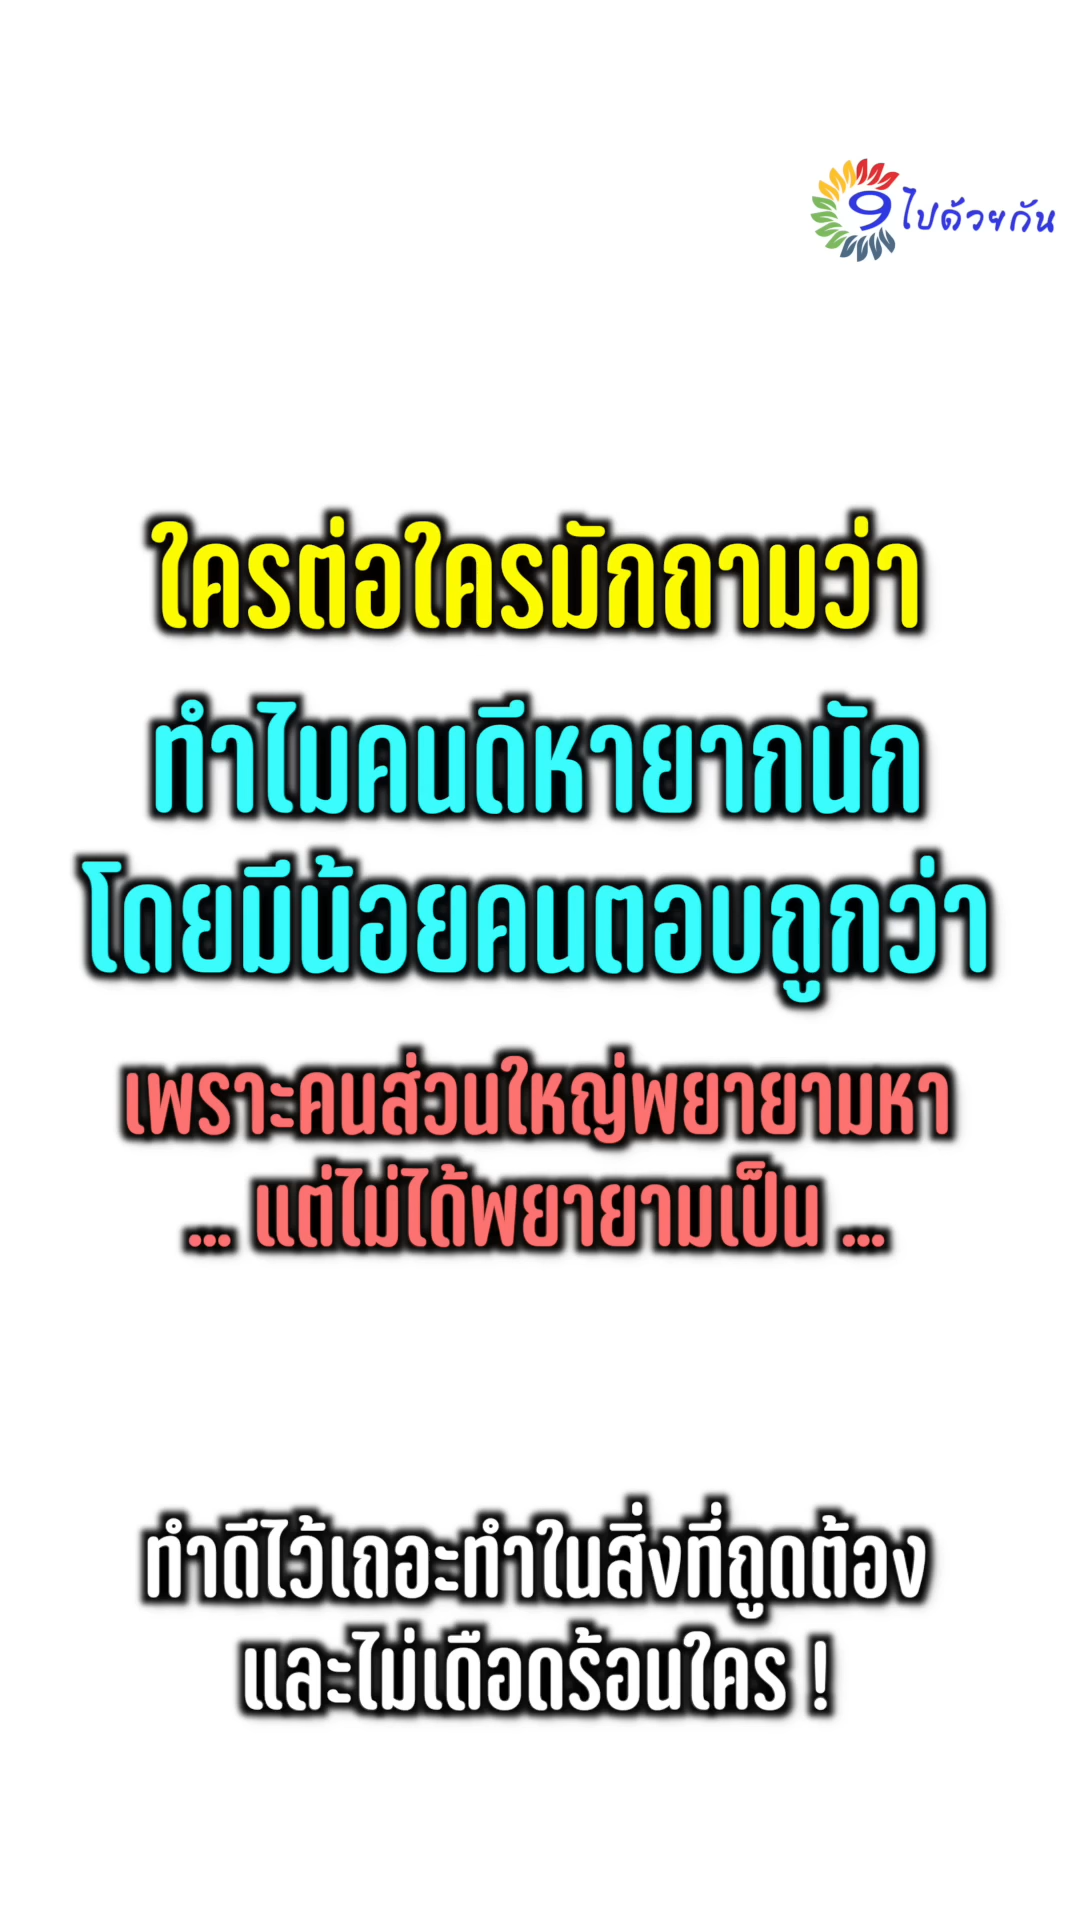 9 ไปด้วยกัน
ใครต่อใครมักถามว่า
ทำไมคนดีหายากนัก
โดยมีน้อยคนตอบถูกว่า
เพราะคนส่วนใหญ่พยายามหา
... แต่ไม่ได้พยายามเป็น ...
ทำดีไว้เถอะทำในสิ่งที่ถูดต้อง
และไม่เดือดร้อนใคร !